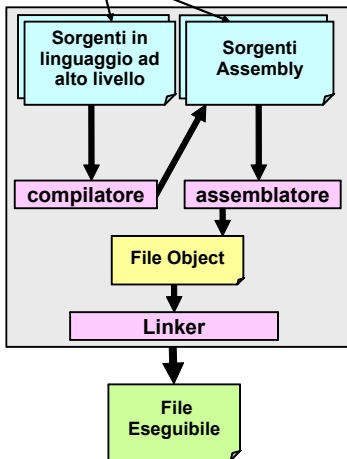 Sorgenti in
linguaggio ad
alto livello
Sorgenti
Assembly
compilatore
assemblatore
File Object
Linker
File
Eseguibile